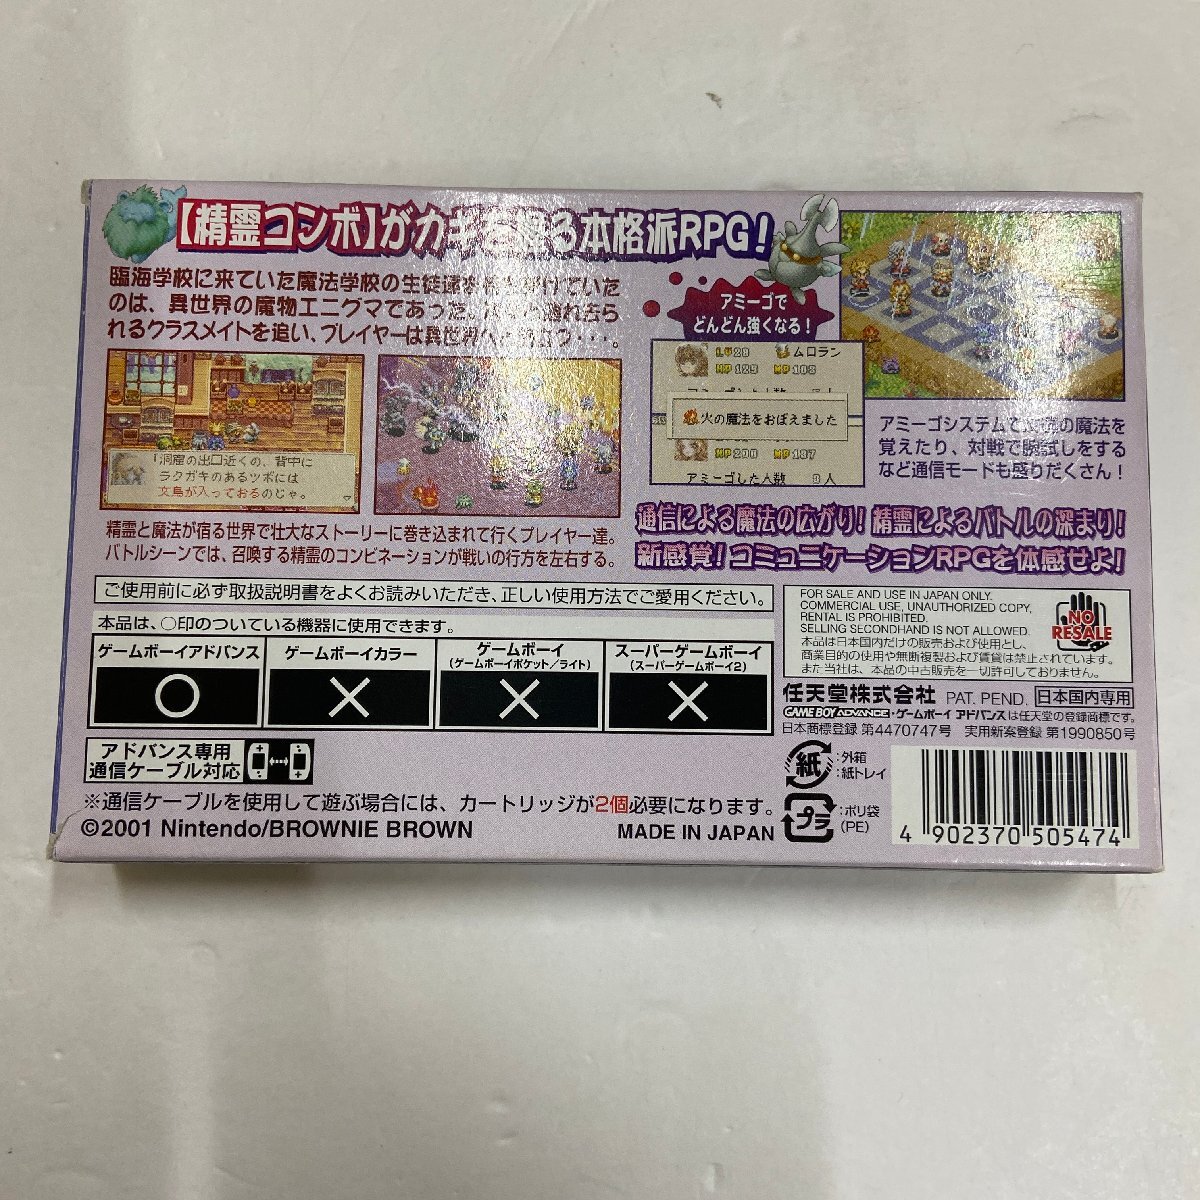 【精霊コンボ】がカギを握る本格派RPG!
臨海学校に来ていた魔法学校の生徒達を
ていた
のは、異世界の魔物エニグマであった。
去ら
れるクラスメイトを追い、プレイヤーは異世界へ
つ・・・。
「洞窟の出口近くの、背中に
ラクガキのあるツボには
文鳥が入っておるのじゃ。
精霊と魔法が宿る世界で壮大なストーリーに巻き込まれて行くプレイヤー達。
バトルシーンでは、召喚する精霊のコンビネーションが戦いの行方を左右する。
アミーゴで
どんどん強くなる!
LV20 ムロラン
HP129 MP108
火の魔法をおぼえました
HP200 MP187
アミーゴした人数 0人
アミーゴシステムで 魔法を
覚えたり、対戦で腕試しをする
など通信モードも盛りだくさん!
通信による魔法の広がり! 精霊によるバトルの深まり!
新感覚! コミュニケーションRPGを体感せよ!
ご使用前に必ず取扱説明書をよくお読みいただき、正しい使用方法でご愛用ください。
本品は、○印のついている機器に使用できます。
ゲームボーイアドバンス
○
ゲームボーイカラー
×
ゲームボーイ
(ゲームボーイポケット/ライト)
×
スーパーゲームボーイ
(スーパーゲームボーイ2)
×
アドバンス専用
通信ケーブル対応
※通信ケーブルを使用して遊ぶ場合には、カートリッジが2個必要になります。
©2001 Nintendo/BROWNIE BROWN
MADE IN JAPAN
FOR SALE AND USE IN JAPAN ONLY.
COMMERCIAL USE, UNAUTHORIZED COPY,
RENTAL IS PROHIBITED.
SELLING SECONDHAND IS NOT ALLOWED.
本品は日本国内だけの販売および使用とし、
商業目的の使用や無断複製および賃貸は禁止されています。
また当社は、本品の中古販売を一切許可しておりません。
NO
RESALE
任天堂株式会社 PAT. PEND. 日本国内専用
GAME BOY ADVANCE・ゲームボーイ アドバンスは任天堂の登録商標です。
日本商標登録 第4470747号 実用新案登録 第1990850号
紙
:外箱
:紙トレイ
プラ
:ポリ袋
(PE)
4 902370 505474